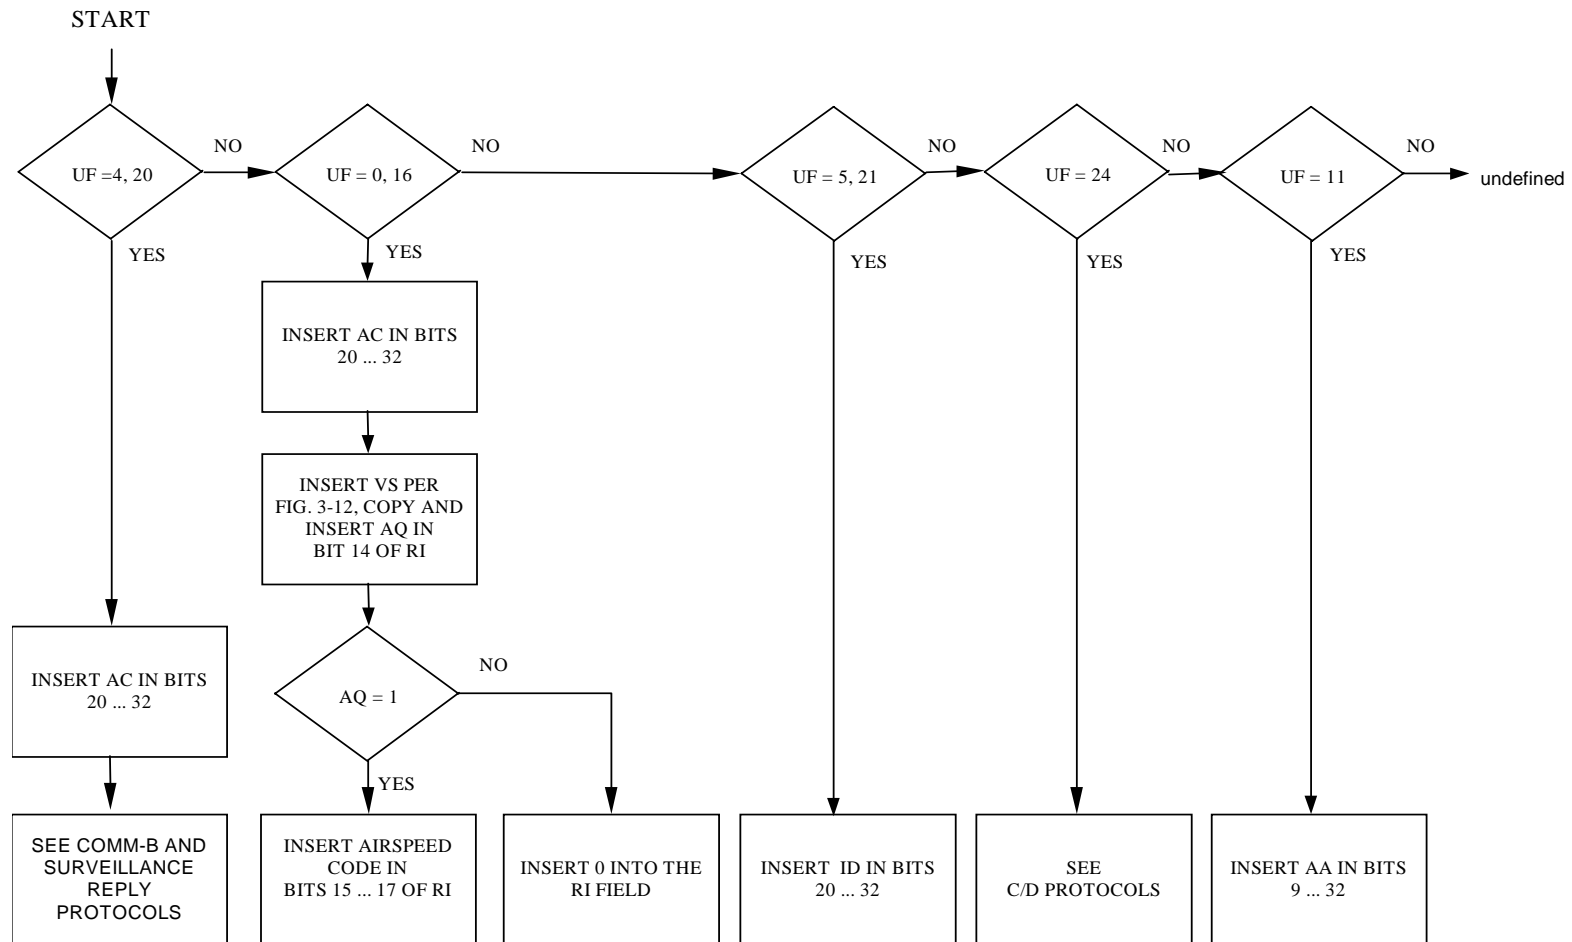 START
NO
NO
NO
NO
NO
UF =4, 20
UF = 0, 16
UF = 5, 21
UF = 24
UF = 11
undefined
YES
YES
YES
YES
YES
INSERT AC IN BITS
20 ... 32
INSERT VS PER
FIG. 3-12, COPY AND
INSERT AQ IN
BIT 14 OF RI
INSERT AC IN BITS
20 ... 32
AQ = 1
NO
YES
SEE COMM-B AND
SURVEILLANCE
REPLY
PROTOCOLS
INSERT AIRSPEED
CODE IN
BITS 15 ... 17 OF RI
INSERT 0 INTO THE
RI FIELD
INSERT ID IN BITS
20 ... 32
SEE
C/D PROTOCOLS
INSERT AA IN BITS
9 ... 32